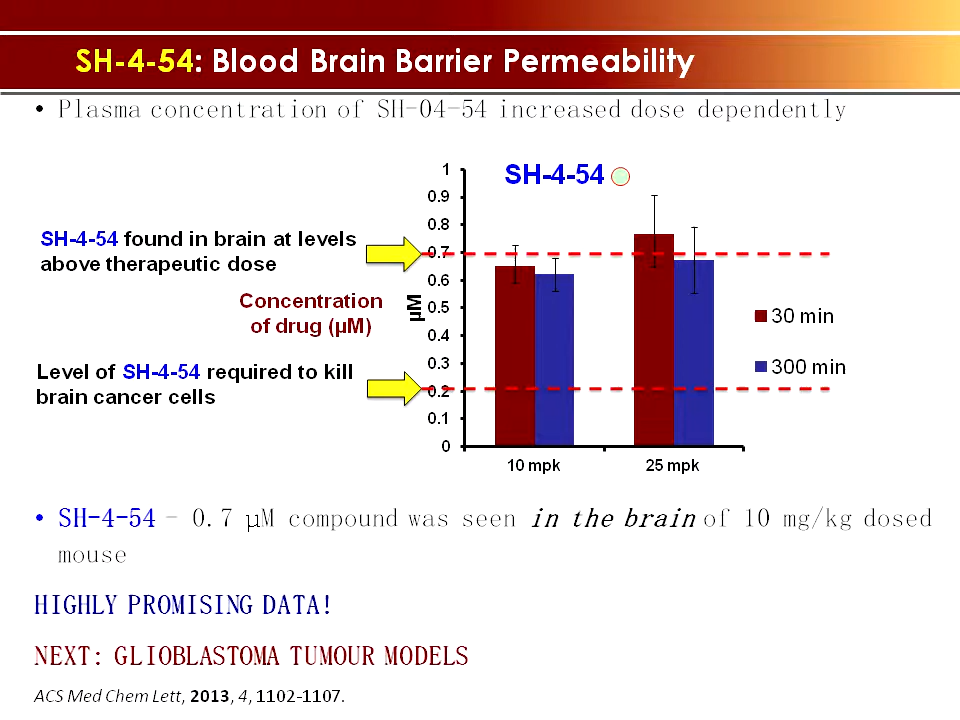 SH-4-54: Blood Brain Barrier Permeability
• Plasma concentration of SH-04-54 increased dose dependently
SH-4-54
1
0.9
0.8
0.7
0.6
0.5
0.4
0.3
0.2
0.1
0
µM
SH-4-54 found in brain at levels
above therapeutic dose
Concentration
of drug (µM)
Level of SH-4-54 required to kill
brain cancer cells
30 min
300 min
10 mpk
25 mpk
• SH-4-54 – 0.7 µM compound was seen in the brain of 10 mg/kg dosed
mouse
HIGHLY PROMISING DATA!
NEXT: GLIOBLASTOMA TUMOUR MODELS
ACS Med Chem Lett, 2013, 4, 1102-1107.